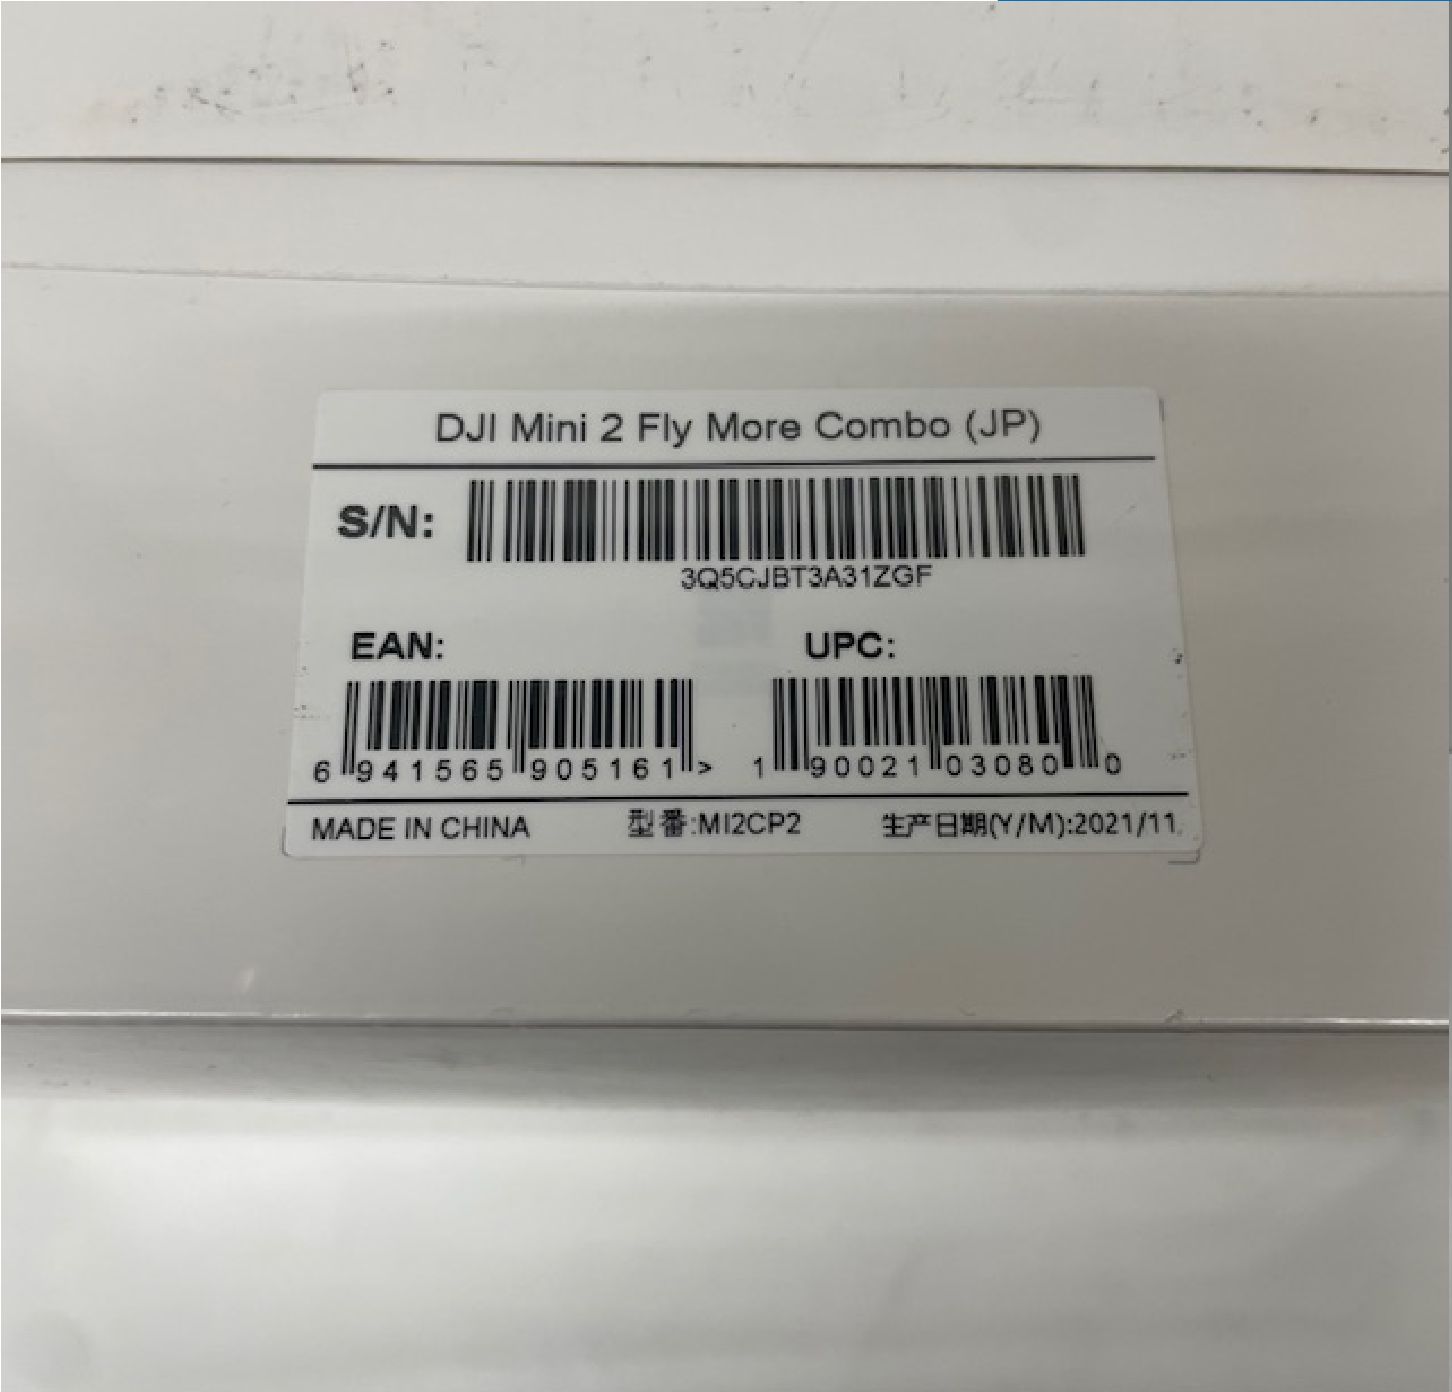 DJI Mini 2 Fly More Combo (JP)
S/N:
3Q5CJBT3A31ZGF
EAN: UPC:
6 941565 905161 > 1 90021 03080 0
MADE IN CHINA 型番:MI2CP2 生产日期(Y/M):2021/11